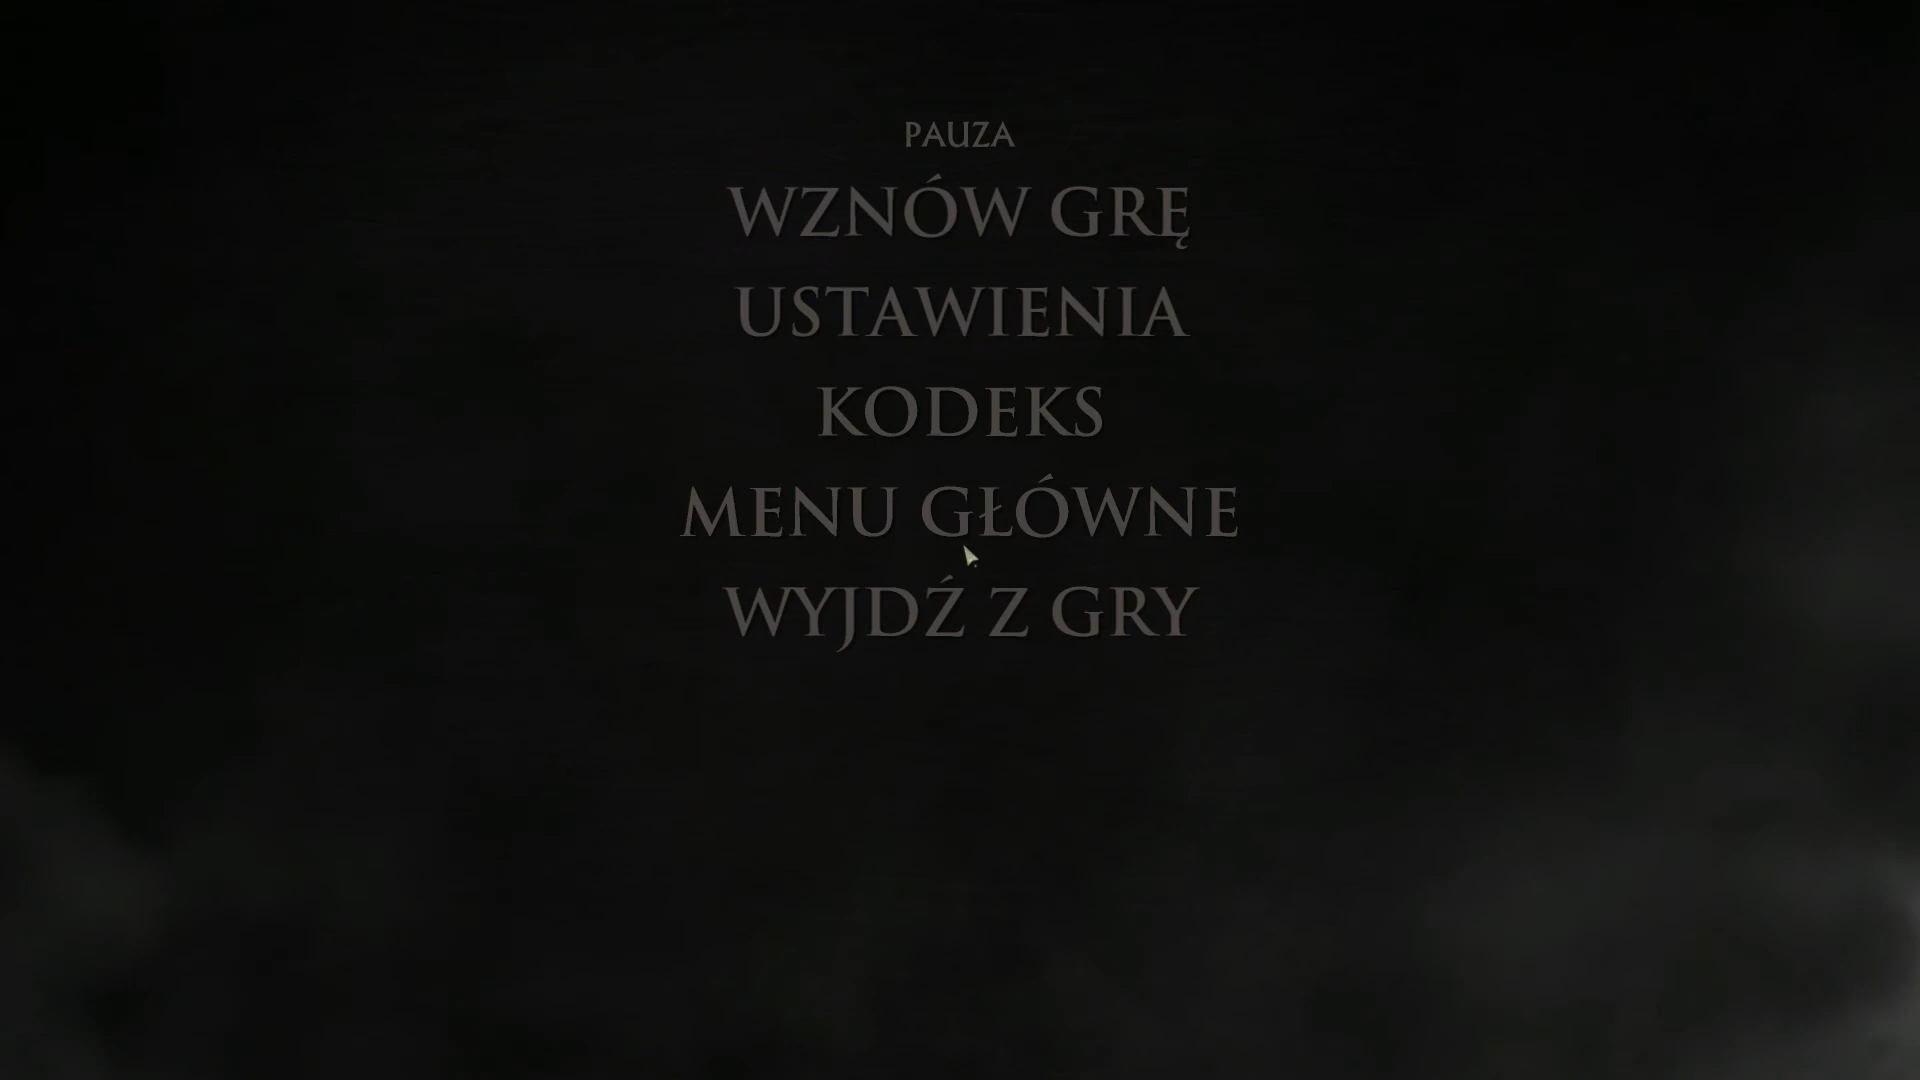 PAUZA
WZNÓW GRĘ
USTAWIENIA
KODEKS
MENU GŁÓWNE
WYJDŹ Z GRY